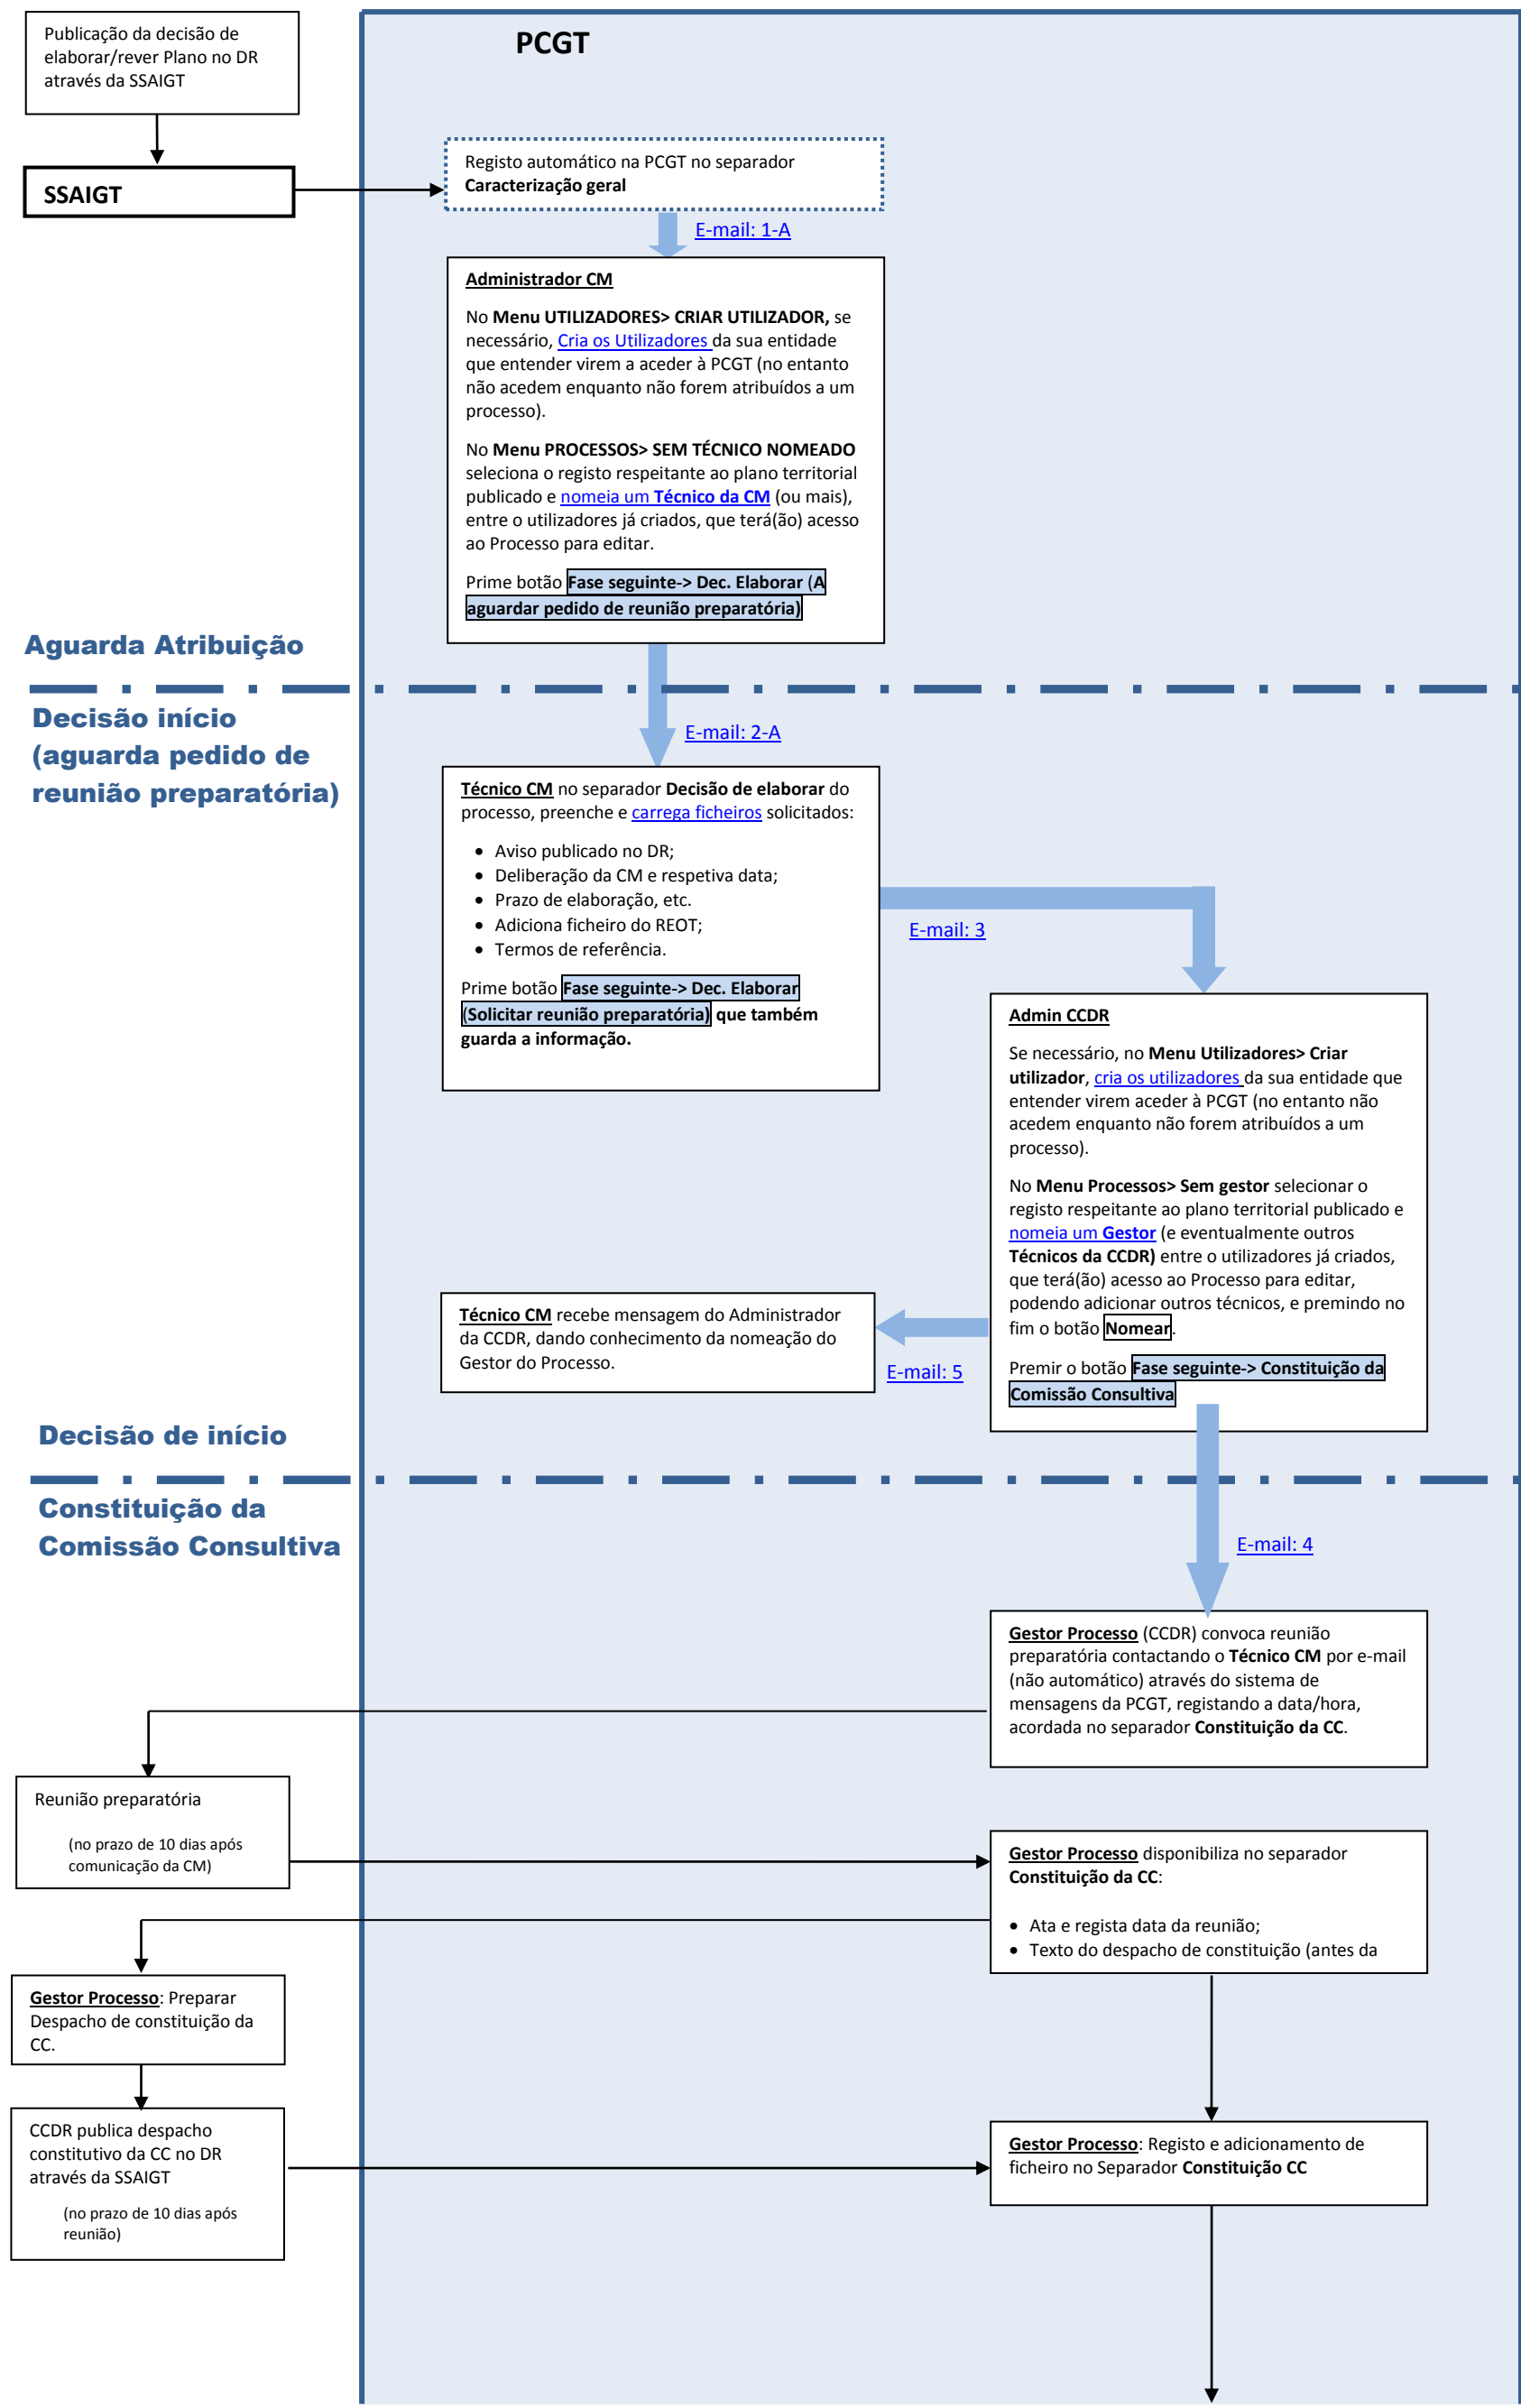 Publicação da decisão de
elaborar/rever Plano no DR
através da SSAIGT
PCGT
SSAIGT
Registo automático na PCGT no separador
Caracterização geral
E-mail: 1-A
Administrador CM
No Menu UTILIZADORES> CRIAR UTILIZADOR, se
necessário, Cria os Utilizadores da sua entidade
que entender virem a aceder à PCGT (no entanto
não acedem enquanto não forem atribuídos a um
processo).
No Menu PROCESSOS> SEM TÉCNICO NOMEADO
seleciona o registo respeitante ao plano territorial
publicado e nomeia um Técnico da CM (ou mais),
entre o utilizadores já criados, que terá(ão) acesso
ao Processo para editar.
Prime botão Fase seguinte-> Dec. Elaborar (A
aguardar pedido de reunião preparatória)
Aguarda Atribuição
Decisão início
(aguarda pedido de
reunião preparatória)
E-mail: 2-A
Técnico CM no separador Decisão de elaborar do
processo, preenche e carrega ficheiros solicitados:
• Aviso publicado no DR;
• Deliberação da CM e respetiva data;
• Prazo de elaboração, etc.
• Adiciona ficheiro do REOT;
• Termos de referência.
Prime botão Fase seguinte-> Dec. Elaborar
(Solicitar reunião preparatória) que também
guarda a informação.
E-mail: 3
Admin CCDR
Se necessário, no Menu Utilizadores> Criar
utilizador, cria os utilizadores da sua entidade que
entender virem aceder à PCGT (no entanto não
acedem enquanto não forem atribuídos a um
processo).
No Menu Processos> Sem gestor selecionar o
registo respeitante ao plano territorial publicado e
nomeia um Gestor (e eventualmente outros
Técnicos da CCDR) entre o utilizadores já criados,
que terá(ão) acesso ao Processo para editar,
podendo adicionar outros técnicos, e premindo no
fim o botão Nomear.
Premir o botão Fase seguinte-> Constituição da
Comissão Consultiva
Técnico CM recebe mensagem do Administrador
da CCDR, dando conhecimento da nomeação do
Gestor do Processo.
E-mail: 5
Decisão de início
Constituição da
Comissão Consultiva
E-mail: 4
Gestor Processo (CCDR) convoca reunião
preparatória contactando o Técnico CM por e-mail
(não automático) através do sistema de
mensagens da PCGT, registando a data/hora,
acordada no separador Constituição da CC.
Reunião preparatória
(no prazo de 10 dias após
comunicação da CM)
Gestor Processo disponibiliza no separador
Constituição da CC:
• Ata e regista data da reunião;
• Texto do despacho de constituição (antes da
Gestor Processo: Preparar
Despacho de constituição da
CC.
CCDR publica despacho
constitutivo da CC no DR
através da SSAIGT
(no prazo de 10 dias após
reunião)
Gestor Processo: Registo e adicionamento de
ficheiro no Separador Constituição CC